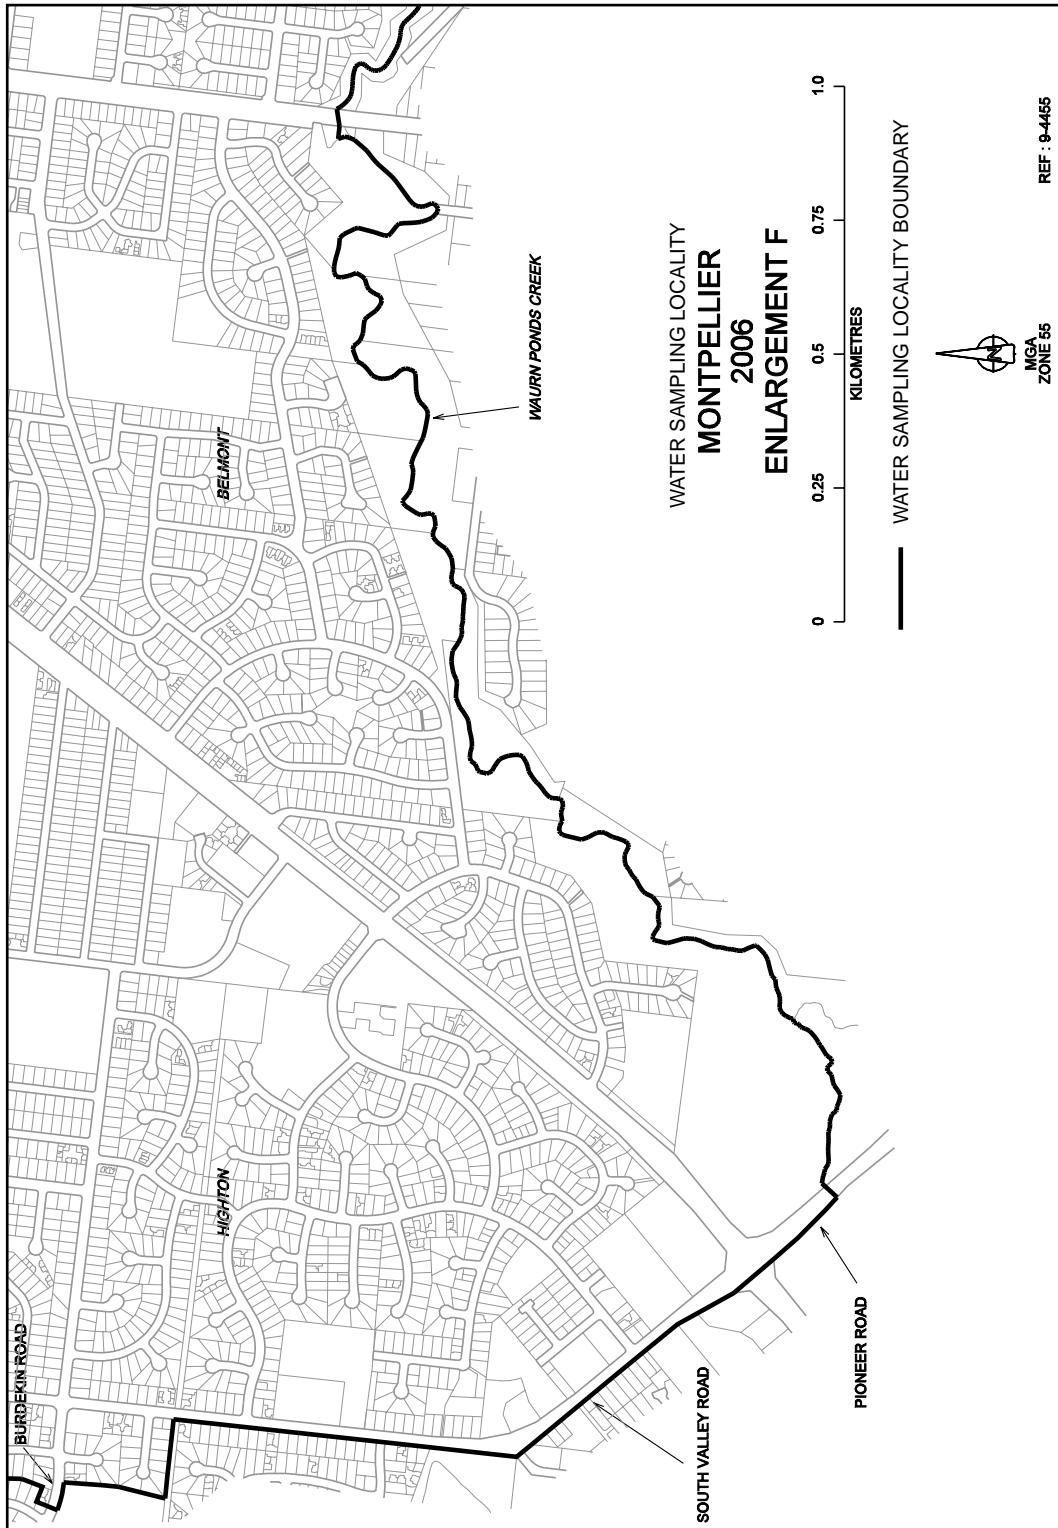 WATER SAMPLING LOCALITY
MONTPELLIER
2006
ENLARGEMENT F
0
0.25
0.5
0.75
1.0
KILOMETRES
WATER SAMPLING LOCALITY BOUNDARY
N
MGA
ZONE 55
REF : 9-4455
BURDEKIN ROAD
HIGHTON
BELMONT
WAURN PONDS CREEK
SOUTH VALLEY ROAD
PIONEER ROAD